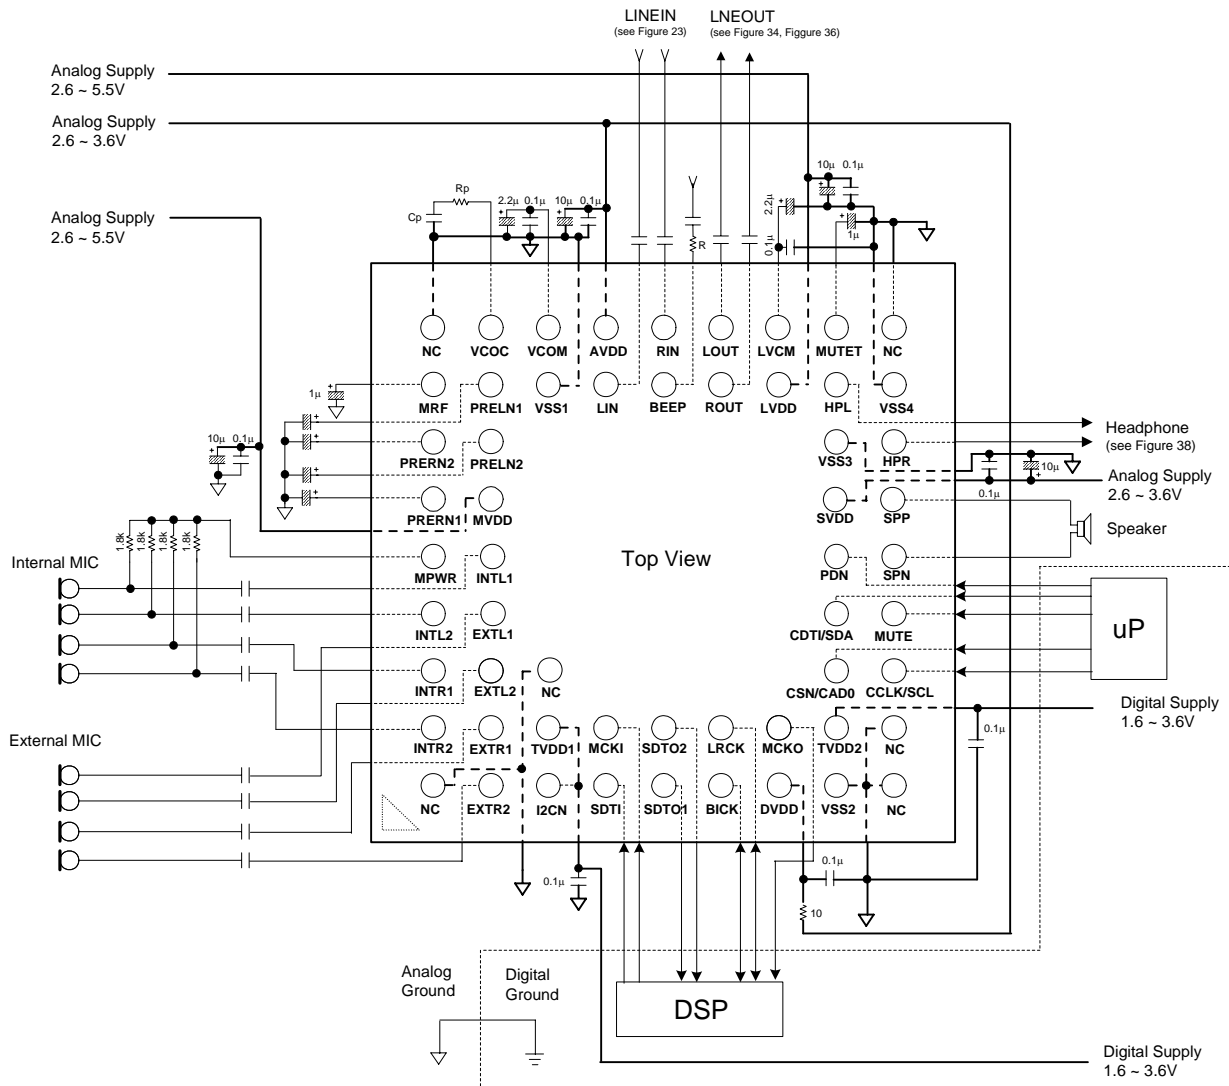 LINEIN
(see Figure 23)
LNEOUT
(see Figure 34, Figgure 36)
Analog Supply
2.6 ~ 5.5V
Analog Supply
2.6 ~ 3.6V
Analog Supply
2.6 ~ 5.5V
Rp
Cp
2.2µ 0.1µ
10µ 0.1µ
R
10µ 0.1µ
2.2µ
1µ
0.1µ
NC VCOC VCOM AVDD RIN LOUT LVCM MUTET NC
1µ
MRF PRELN1 VSS1 LIN BEEP ROUT LVDD HPL VSS4
Headphone
(see Figure 38)
10µ 0.1µ
PRERN2 PRELN2 VSS3 HPR
10µ
0.1µ
Analog Supply
2.6 ~ 3.6V
PRERN1 MVDD SVDD SPP
1.8k 1.8k 1.8k 1.8k
Speaker
Top View
Internal MIC
MPWR INTL1 PDN SPN
INTL2 EXTL1 CDTI/SDA MUTE
uP
INTR1 EXTL2 NC CSN/CAD0 CCLK/SCL
Digital Supply
1.6 ~ 3.6V
0.1µ
External MIC
INTR2 EXTR1 TVDD1 MCKI SDTO2 LRCK MCKO TVDD2 NC
NC EXTR2 I2CN SDTI SDTO1 BICK DVDD VSS2 NC
0.1µ
0.1µ
10
Analog
Ground
Digital
Ground
DSP
Digital Supply
1.6 ~ 3.6V